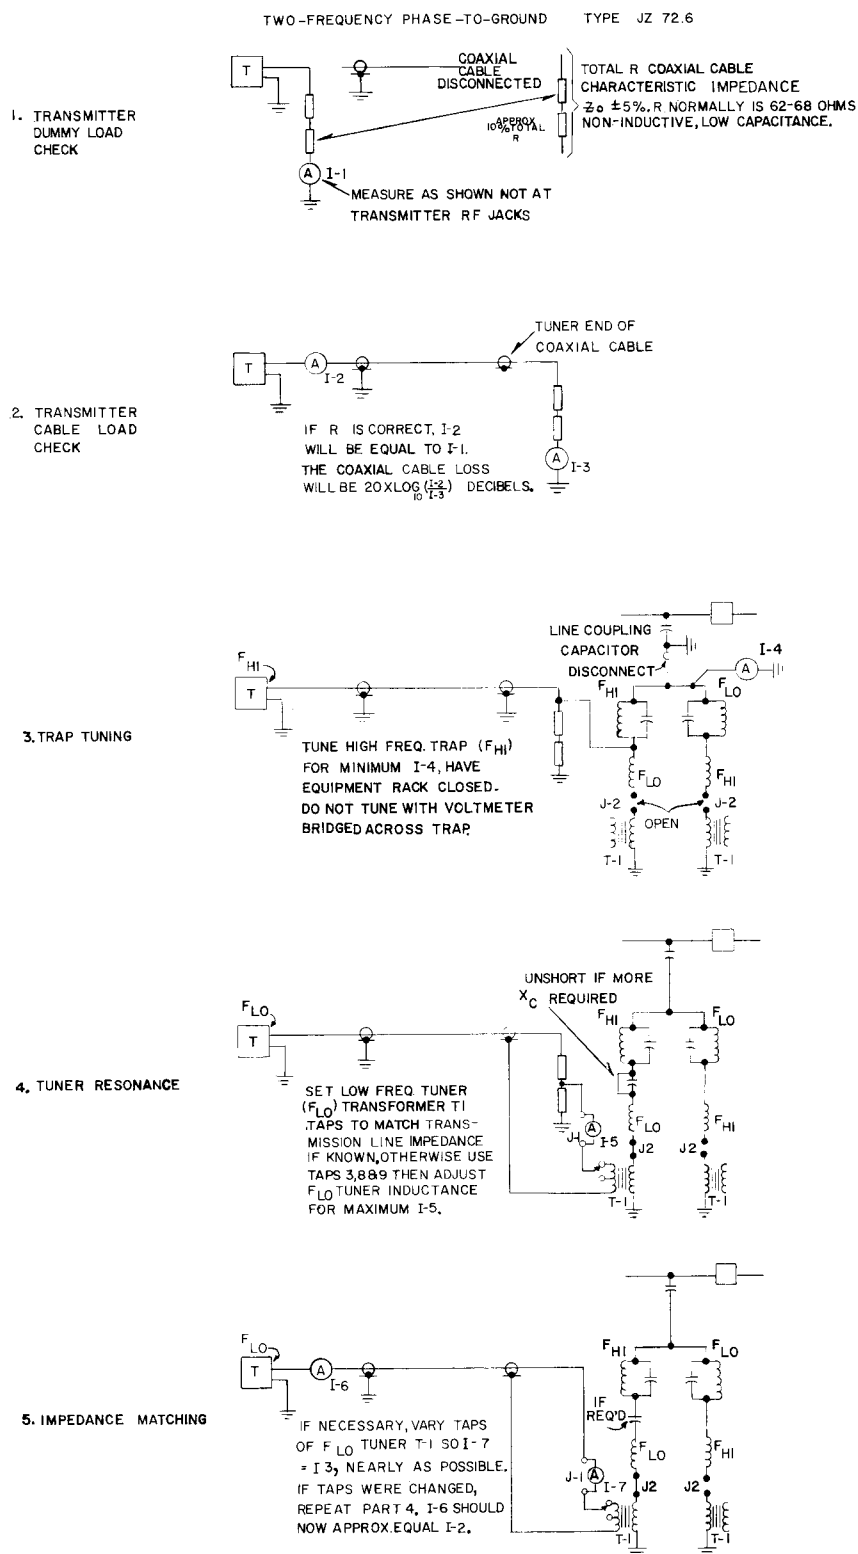 TWO-FREQUENCY PHASE-TO-GROUND TYPE JZ 72.6
1. TRANSMITTER
DUMMY LOAD
CHECK
T
A
I-1
COAXIAL
CABLE
DISCONNECTED
APPROX
10% TOTAL
R
TOTAL R COAXIAL CABLE
CHARACTERISTIC IMPEDANCE
Zo ±5%. R NORMALLY IS 62-68 OHMS
NON-INDUCTIVE, LOW CAPACITANCE.
MEASURE AS SHOWN NOT AT
TRANSMITTER RF JACKS
2. TRANSMITTER
CABLE LOAD
CHECK
T
A
I-2
TUNER END OF
COAXIAL CABLE
A
I-3
IF R IS CORRECT, I-2
WILL BE EQUAL TO I-1.
THE COAXIAL CABLE LOSS
WILL BE 20XLOG10(I-2/I-3) DECIBELS.
3. TRAP TUNING
FHI
T
LINE COUPLING
CAPACITOR
DISCONNECT
I-4
A
FHI
FLO
FLO
FHI
J-2
J-2
OPEN
T-1
T-1
TUNE HIGH FREQ. TRAP (FHI)
FOR MINIMUM I-4, HAVE
EQUIPMENT RACK CLOSED.
DO NOT TUNE WITH VOLTMETER
BRIDGED ACROSS TRAP.
4. TUNER RESONANCE
FLO
T
UNSHORT IF MORE
XC REQUIRED
FHI
FLO
FLO
FHI
A
J-1
I-5
J2
J2
T-1
T-1
SET LOW FREQ. TUNER
(FLO) TRANSFORMER T1
TAPS TO MATCH TRANS-
MISSION LINE IMPEDANCE
IF KNOWN, OTHERWISE USE
TAPS 3,8&9 THEN ADJUST
FLO TUNER INDUCTANCE
FOR MAXIMUM I-5.
5. IMPEDANCE MATCHING
FLO
T
A
I-6
FHI
FLO
IF
REQ'D
FLO
FHI
J-1
A
I-7
J2
J2
T-1
T-1
IF NECESSARY, VARY TAPS
OF FLO TUNER T-1 SO I-7
= I 3, NEARLY AS POSSIBLE.
IF TAPS WERE CHANGED,
REPEAT PART 4. I-6 SHOULD
NOW APPROX. EQUAL I-2.